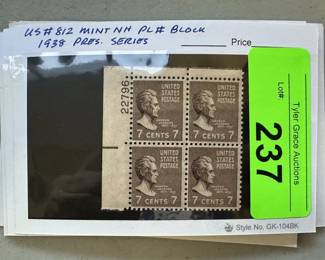 US#812 MINT NH PL# BLOCK
1938 PRES. SERIES
Price
22796
UNITED STATES
POSTAGE
7 CENTS 7
UNITED STATES
POSTAGE
7 CENTS 7
UNITED STATES
POSTAGE
7 CENTS 7
UNITED STATES
POSTAGE
7 CENTS 7
Tyler Grace Auctions
Lot#:
237
Style No. GK-104BK